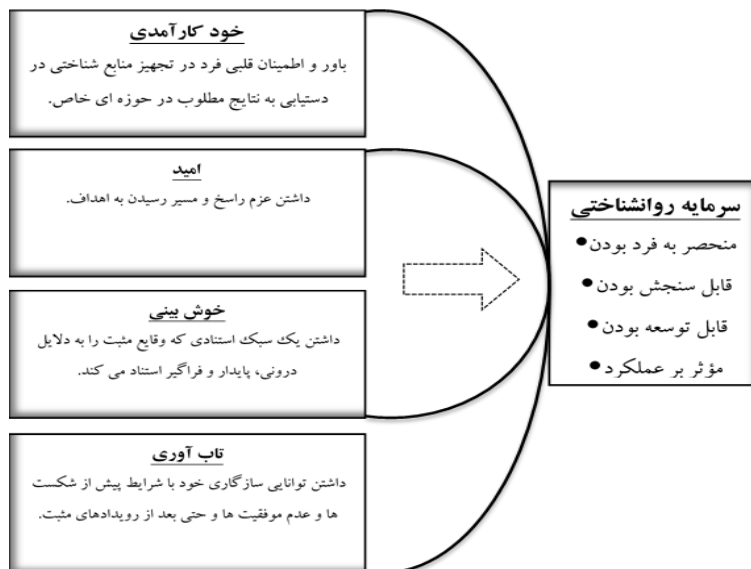 خود کارآمدی
باور و اطمینان قلبی فرد در تجهیز منابع شناختی در
دستیابی به نتایج مطلوب در حوزه ای خاص.
امید
داشتن عزم راسخ و مسیر رسیدن به اهداف.
خوش بینی
داشتن یک سبک استنادی که وقایع مثبت را به دلایل
درونی، پایدار و فراگیر استناد می کند.
تاب آوری
داشتن توانایی سازگاری خود با شرایط پیش از شکست
ها و عدم موفقیت ها و حتی بعد از رویدادهای مثبت.
سرمایه روانشناختی
منحصر به فرد بودن●
قابل سنجش بودن●
قابل توسعه بودن●
مؤثر بر عملکرد●